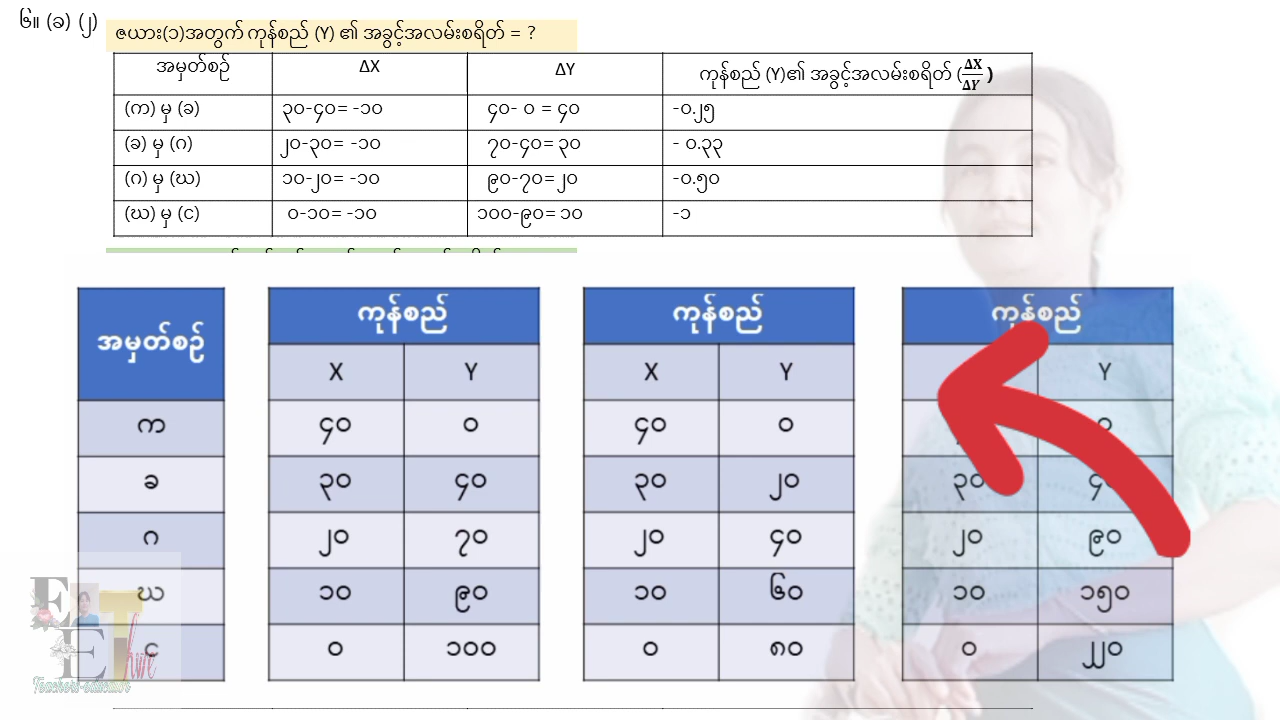 ၆။ (ခ) (၂)
ဇယား(၁)အတွက် ကုန်စည် (Y) ၏ အခွင့်အလမ်းစရိတ် = ?
အမှတ်စဉ် ΔX ΔY ကုန်စည် (Y)၏ အခွင့်အလမ်းစရိတ် (ΔX/ΔY)
(က) မှ (ခ) ၃၀-၄၀= -၁၀ ၄၀- ၀ = ၄၀ -၀.၂၅
(ခ) မှ (ဂ) ၂၀-၃၀= -၁၀ ၇၀-၄၀= ၃၀ - ၀.၃၃
(ဂ) မှ (ဃ) ၁၀-၂၀= -၁၀ ၉၀-၇၀=၂၀ -၀.၅၀
(ဃ) မှ (င) ၀-၁၀= -၁၀ ၁၀၀-၉၀= ၁၀ -၁
အမှတ်စဉ် ကုန်စည် ကုန်စည် ကုန်စည်
X Y X Y Y
က ၄၀ ၀ ၄၀ ၀ ၀
ခ ၃၀ ၄၀ ၃၀ ၂၀ ၃၀ ၄၀
ဂ ၂၀ ၇၀ ၂၀ ၄၀ ၂၀ ၉၀
ဃ ၁၀ ၉၀ ၁၀ ၆၀ ၁၀ ၁၅၀
င ၀ ၁၀၀ ၀ ၈၀ ၀ ၂၂၀